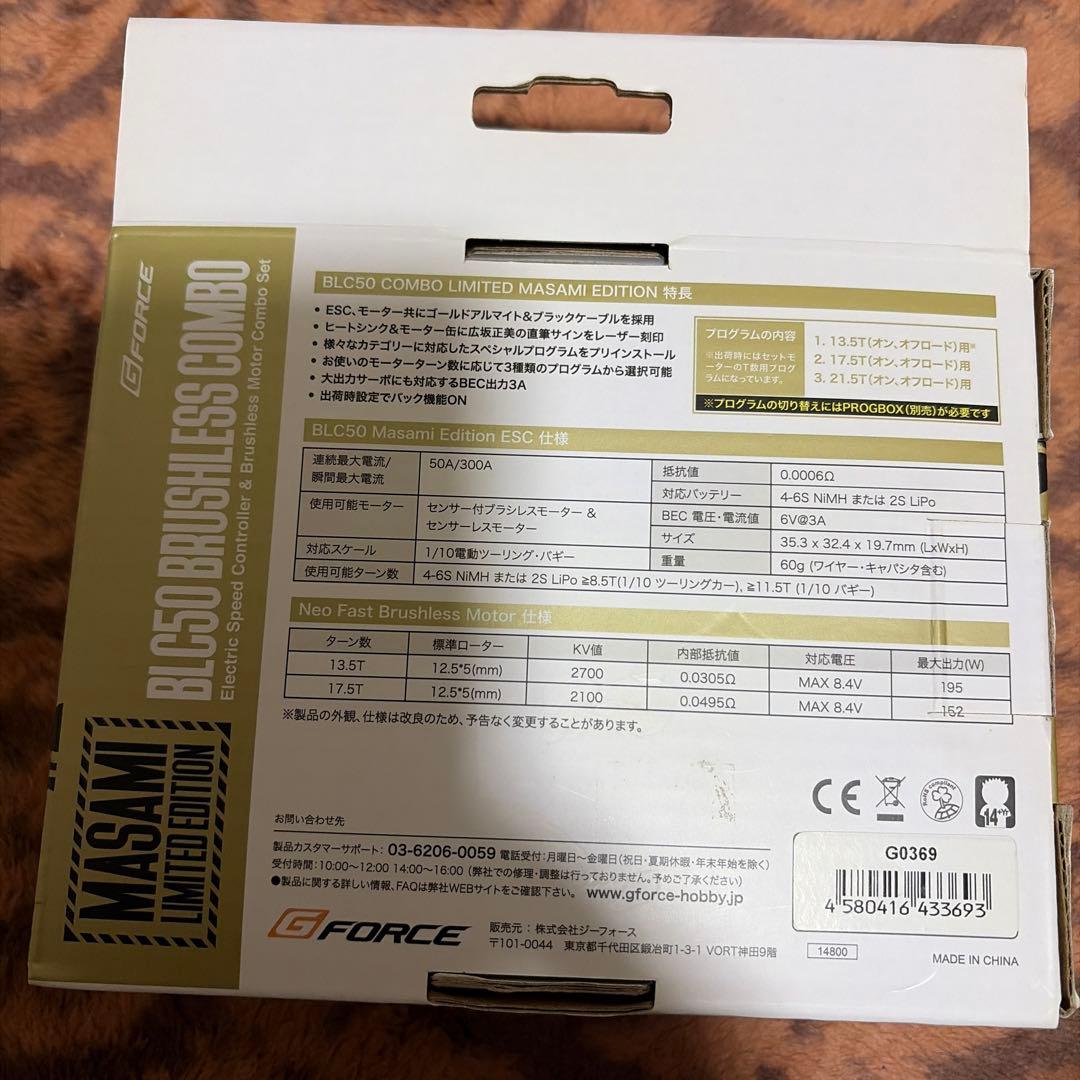 GFORCE
BLC50 BRUSHLESS COMBO
Electric Speed Controller & Brushless Motor Combo Set
MASAMI
LIMITED EDITION
BLC50 COMBO LIMITED MASAMI EDITION 特長
• ESC、モーター共にゴールドアルマイト&ブラックケーブルを採用
• ヒートシンク&モーター缶に広坂正美の直筆サインをレーザー刻印
• 様々なカテゴリーに対応したスペシャルプログラムをプリインストール
• お使いのモーターターン数に応じて3種類のプログラムから選択可能
• 大出力サーボにも対応するBEC出力3A
• 出荷時設定でバック機能ON
プログラムの内容
※出荷時にはセットモ
ーターのT数用プログ
ラムになっています。
1. 13.5T(オン、オフロード)用※
2. 17.5T(オン、オフロード)用
3. 21.5T(オン、オフロード)用
※プログラムの切り替えにはPROGBOX(別売)が必要です
BLC50 Masami Edition ESC 仕様
連続最大電流/
瞬間最大電流 50A/300A
使用可能モーター センサー付ブラシレスモーター &
センサーレスモーター
対応スケール 1/10電動ツーリング・バギー
抵抗値 0.0006Ω
対応バッテリー 4-6S NiMH または 2S LiPo
BEC 電圧・電流値 6V@3A
サイズ 35.3 x 32.4 x 19.7mm (LxWxH)
重量 60g (ワイヤー・キャパシタ含む)
使用可能ターン数 4-6S NiMH または 2S LiPo ≧8.5T(1/10 ツーリングカー), ≧11.5T (1/10 バギー)
Neo Fast Brushless Motor 仕様
ターン数 標準ローター KV値 内部抵抗値 対応電圧 最大出力(W)
13.5T 12.5*5(mm) 2700 0.0305Ω MAX 8.4V 195
17.5T 12.5*5(mm) 2100 0.0495Ω MAX 8.4V 152
※製品の外観、仕様は改良のため、予告なく変更することがあります。
お問い合わせ先
製品カスタマーサポート: 03-6206-0059 電話受付:月曜日〜金曜日(祝日・夏期休暇・年末年始を除く)
受付時間:10:00〜12:00 14:00〜16:00 (弊社での修理・調整は行っておりません。予めご了承ください)
●製品に関する詳しい情報、FAQは弊社WEBサイトをご確認下さい。 www.gforce-hobby.jp
GFORCE
販売元 : 株式会社ジーフォース
〒101-0044 東京都千代田区鍛冶町1-3-1 VORT神田9階
CE
RoHS compliant
14+Yr
G0369
4 580416 433693
14800
MADE IN CHINA